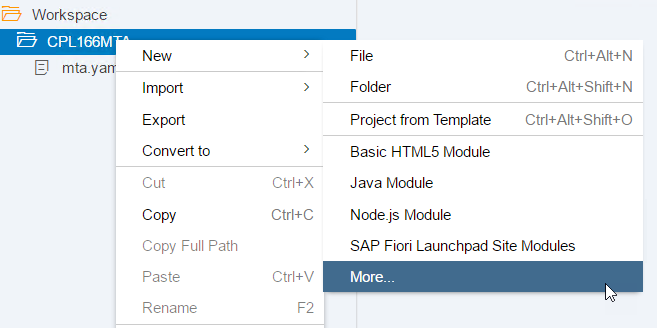 Workspace
CPL166MTA
mta.yam
New
Import
Export
Convert to
Cut Ctrl+X
Copy Ctrl+C
Copy Full Path
Paste Ctrl+V
Rename F2
File Ctrl+Alt+N
Folder Ctrl+Alt+Shift+N
Project from Template Ctrl+Alt+Shift+O
Basic HTML5 Module
Java Module
Node.js Module
SAP Fiori Launchpad Site Modules
More...